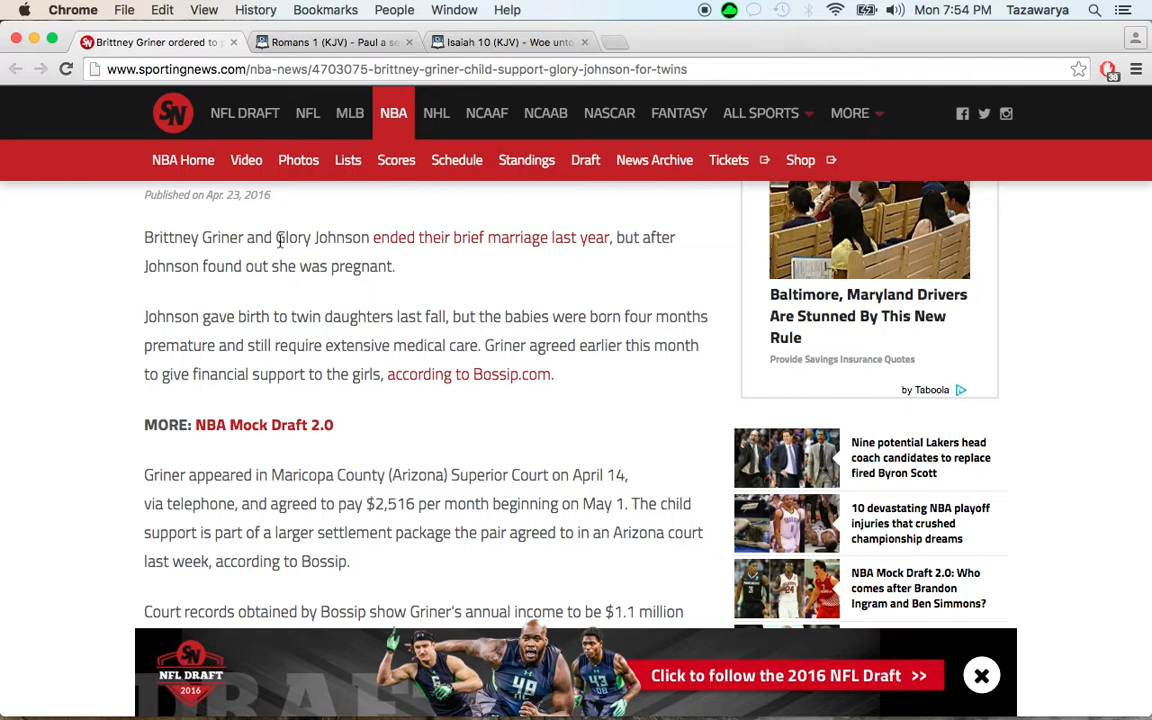 Chrome File Edit View History Bookmarks People Window Help Mon 7:54 PM Tazawarya
Brittney Griner ordered to p × Romans 1 (KJV) - Paul a se × Isaiah 10 (KJV) - Woe unto ×
www.sportingnews.com/nba-news/4703075-brittney-griner-child-support-glory-johnson-for-twins
SN NFL DRAFT NFL MLB NBA NHL NCAAF NCAAB NASCAR FANTASY ALL SPORTS MORE
NBA Home Video Photos Lists Scores Schedule Standings Draft News Archive Tickets Shop
Published on Apr. 23, 2016
Brittney Griner and Glory Johnson ended their brief marriage last year, but after
Johnson found out she was pregnant.
Johnson gave birth to twin daughters last fall, but the babies were born four months
premature and still require extensive medical care. Griner agreed earlier this month
to give financial support to the girls, according to Bossip.com.
MORE: NBA Mock Draft 2.0
Griner appeared in Maricopa County (Arizona) Superior Court on April 14,
via telephone, and agreed to pay $2,516 per month beginning on May 1. The child
support is part of a larger settlement package the pair agreed to in an Arizona court
last week, according to Bossip.
Court records obtained by Bossip show Griner's annual income to be $1.1 million
Baltimore, Maryland Drivers
Are Stunned By This New
Rule
Provide Savings Insurance Quotes
by Taboola
Nine potential Lakers head
coach candidates to replace
fired Byron Scott
10 devastating NBA playoff
injuries that crushed
championship dreams
NBA Mock Draft 2.0: Who
comes after Brandon
Ingram and Ben Simmons?
SN
NFL DRAFT
2016
DRAF
48
43
Click to follow the 2016 NFL Draft >>